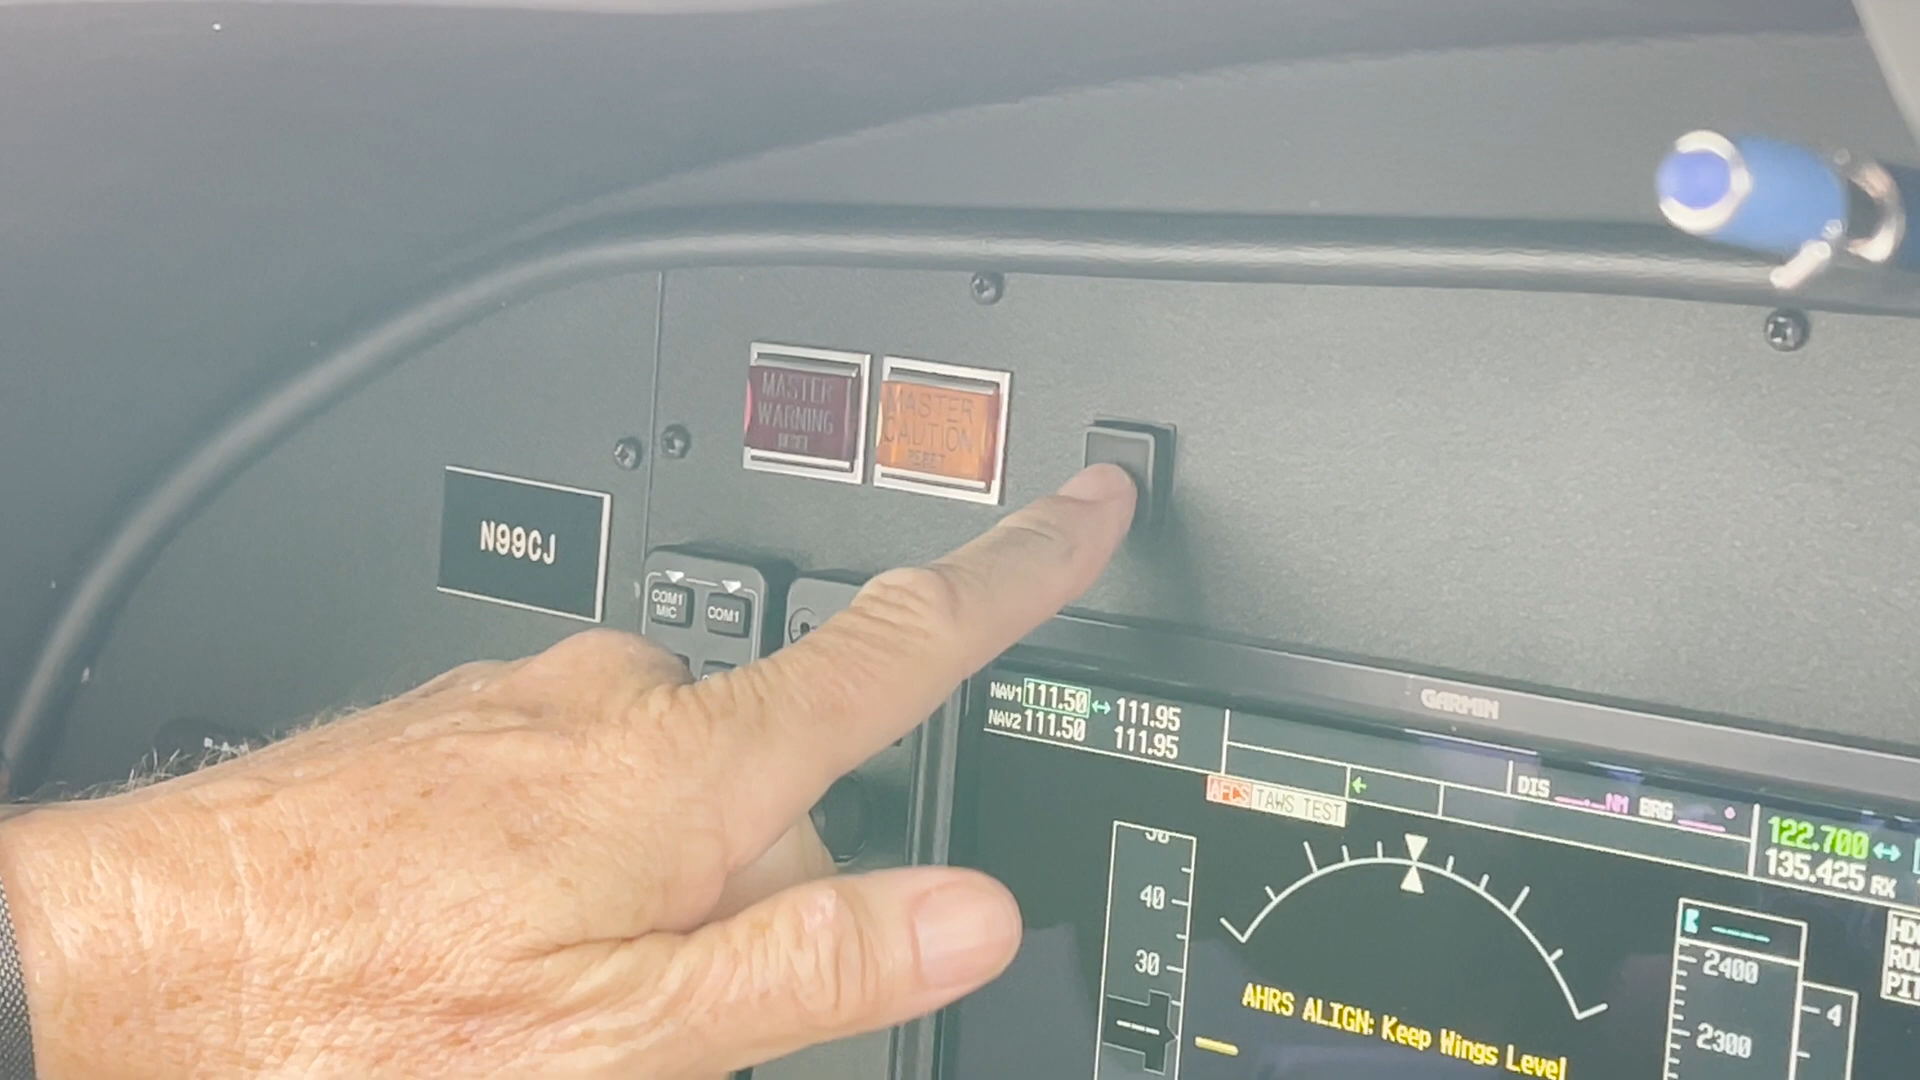 MASTER
WARNING
RESET
MASTER
CAUTION
RESET
N99CJ
COM1
MIC
COM1
GARMIN
NAV1 111.50 ↔ 111.95
NAV2 111.50 111.95
DIS _ _ _._NM BRG _ _ _°
AFCS TAWS TEST
←
122.700 ↔
135.425 RX
40
30
2400
2300
4
AHRS ALIGN: Keep Wings Level